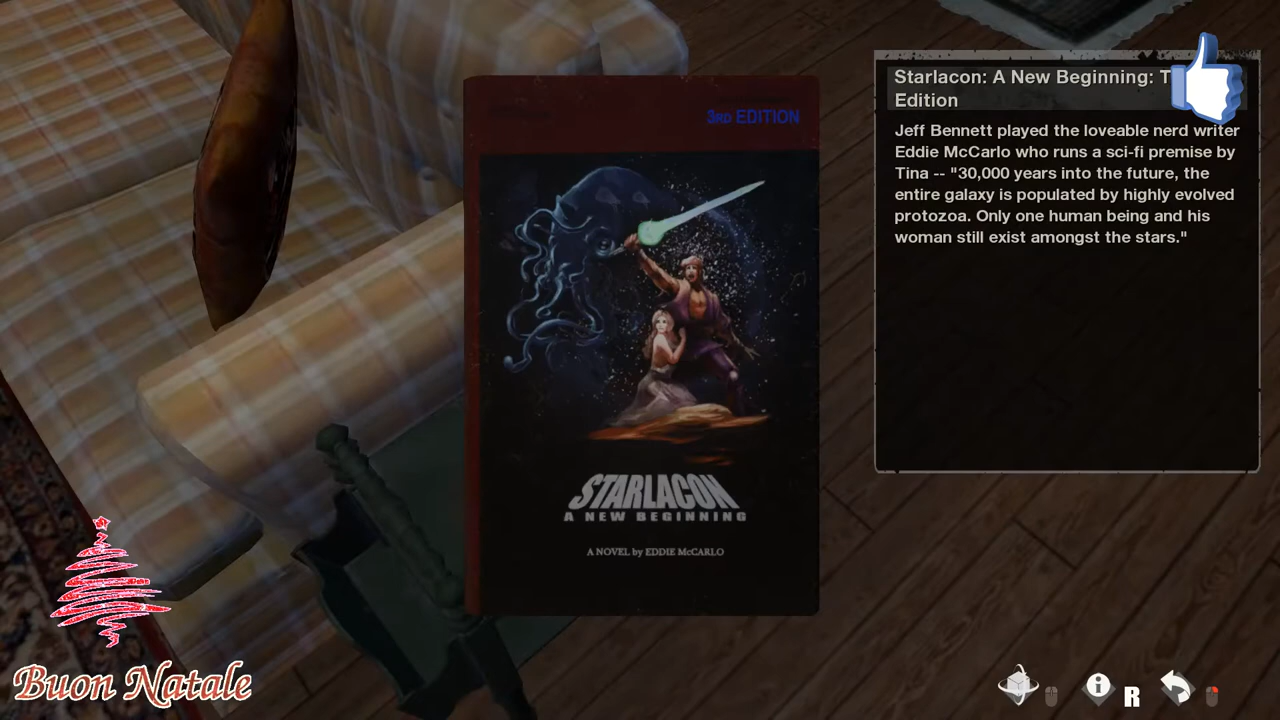 Starlacon: A New Beginning: T
Edition
Jeff Bennett played the loveable nerd writer
Eddie McCarlo who runs a sci-fi premise by
Tina -- "30,000 years into the future, the
entire galaxy is populated by highly evolved
protozoa. Only one human being and his
woman still exist amongst the stars."
3RD EDITION
STARLACON
A NEW BEGINNING
A NOVEL by EDDIE McCARLO
Buon Natale
R